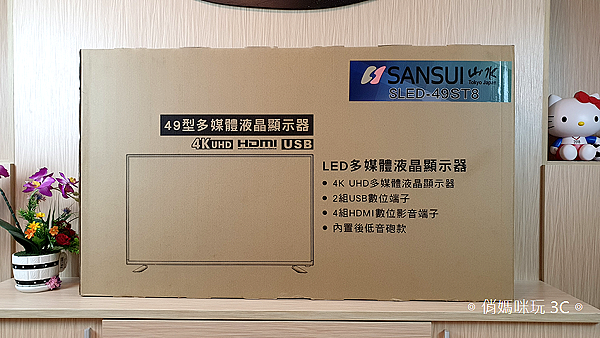 SANSUI 山水
Tokyo Japan
SLED-49ST8
49型多媒體液晶顯示器
4K UHD HDMI USB
LED多媒體液晶顯示器
• 4K UHD多媒體液晶顯示器
• 2組USB數位端子
• 4組HDMI數位影音端子
• 內置後低音砲款
俏媽咪玩 3C